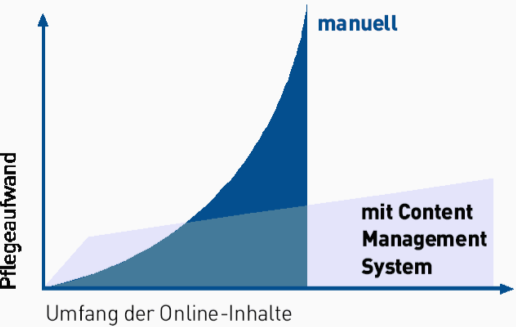 manuell
Pflegeaufwand
mit Content
Management
System
Umfang der Online-Inhalte